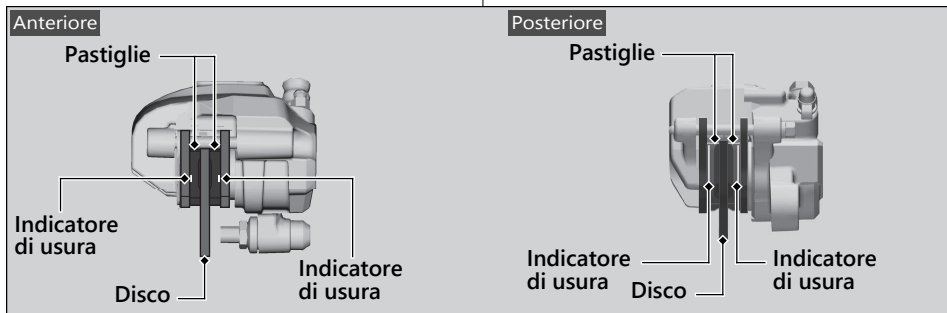 Anteriore
Pastiglie
Indicatore
di usura
Indicatore
di usura
Disco
Posteriore
Pastiglie
Indicatore
di usura
Indicatore
di usura
Disco